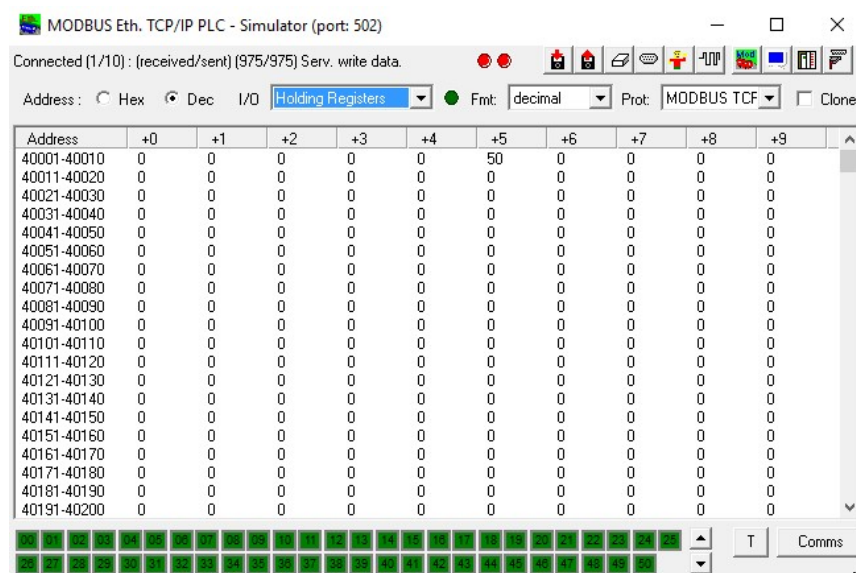 MODBUS Eth. TCP/IP PLC - Simulator (port: 502)
Connected (1/10) : (received/sent) (975/975) Serv. write data.
Address : Hex Dec I/O Holding Registers Fmt: decimal Prot: MODBUS TCP Clone
Address +0 +1 +2 +3 +4 +5 +6 +7 +8 +9
40001-40010 0 0 0 0 0 50 0 0 0 0
40011-40020 0 0 0 0 0 0 0 0 0 0
40021-40030 0 0 0 0 0 0 0 0 0 0
40031-40040 0 0 0 0 0 0 0 0 0 0
40041-40050 0 0 0 0 0 0 0 0 0 0
40051-40060 0 0 0 0 0 0 0 0 0 0
40061-40070 0 0 0 0 0 0 0 0 0 0
40071-40080 0 0 0 0 0 0 0 0 0 0
40081-40090 0 0 0 0 0 0 0 0 0 0
40091-40100 0 0 0 0 0 0 0 0 0 0
40101-40110 0 0 0 0 0 0 0 0 0 0
40111-40120 0 0 0 0 0 0 0 0 0 0
40121-40130 0 0 0 0 0 0 0 0 0 0
40131-40140 0 0 0 0 0 0 0 0 0 0
40141-40150 0 0 0 0 0 0 0 0 0 0
40151-40160 0 0 0 0 0 0 0 0 0 0
40161-40170 0 0 0 0 0 0 0 0 0 0
40171-40180 0 0 0 0 0 0 0 0 0 0
40181-40190 0 0 0 0 0 0 0 0 0 0
40191-40200 0 0 0 0 0 0 0 0 0 0
00 01 02 03 04 05 06 07 08 09 10 11 12 13 14 15 16 17 18 19 20 21 22 23 24 25 T Comms
26 27 28 29 30 31 32 33 34 35 36 37 38 39 40 41 42 43 44 45 46 47 48 49 50